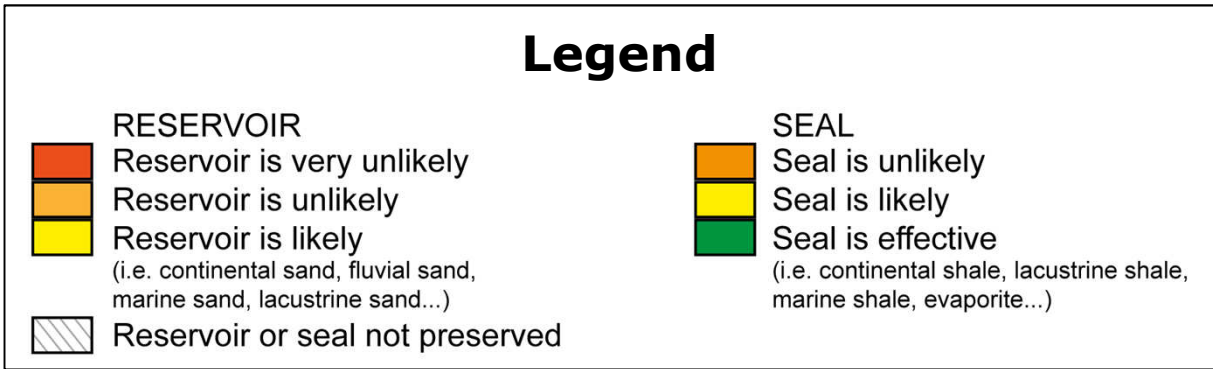 Legend
RESERVOIR
Reservoir is very unlikely
Reservoir is unlikely
Reservoir is likely
(i.e. continental sand, fluvial sand,
marine sand, lacustrine sand...)
Reservoir or seal not preserved
SEAL
Seal is unlikely
Seal is likely
Seal is effective
(i.e. continental shale, lacustrine shale,
marine shale, evaporite...)